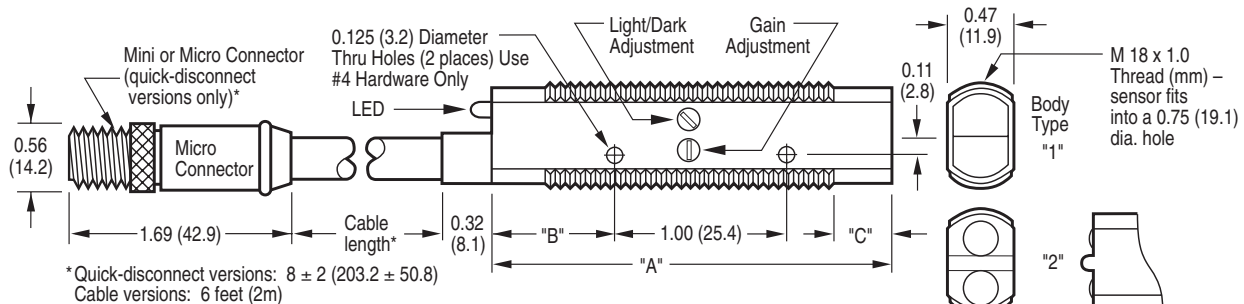 Mini or Micro Connector
(quick-disconnect
versions only)*
0.125 (3.2) Diameter
Thru Holes (2 places) Use
#4 Hardware Only
LED
Light/Dark
Adjustment
Gain
Adjustment
0.47
(11.9)
0.11
(2.8)
M 18 x 1.0
Thread (mm) –
sensor fits
into a 0.75 (19.1)
dia. hole
Body
Type
"1"
0.56
(14.2)
Micro
Connector
1.69 (42.9)
Cable
length*
0.32
(8.1)
"B"
1.00 (25.4)
"C"
"A"
"2"
*Quick-disconnect versions: 8 ± 2 (203.2 ± 50.8)
Cable versions: 6 feet (2m)